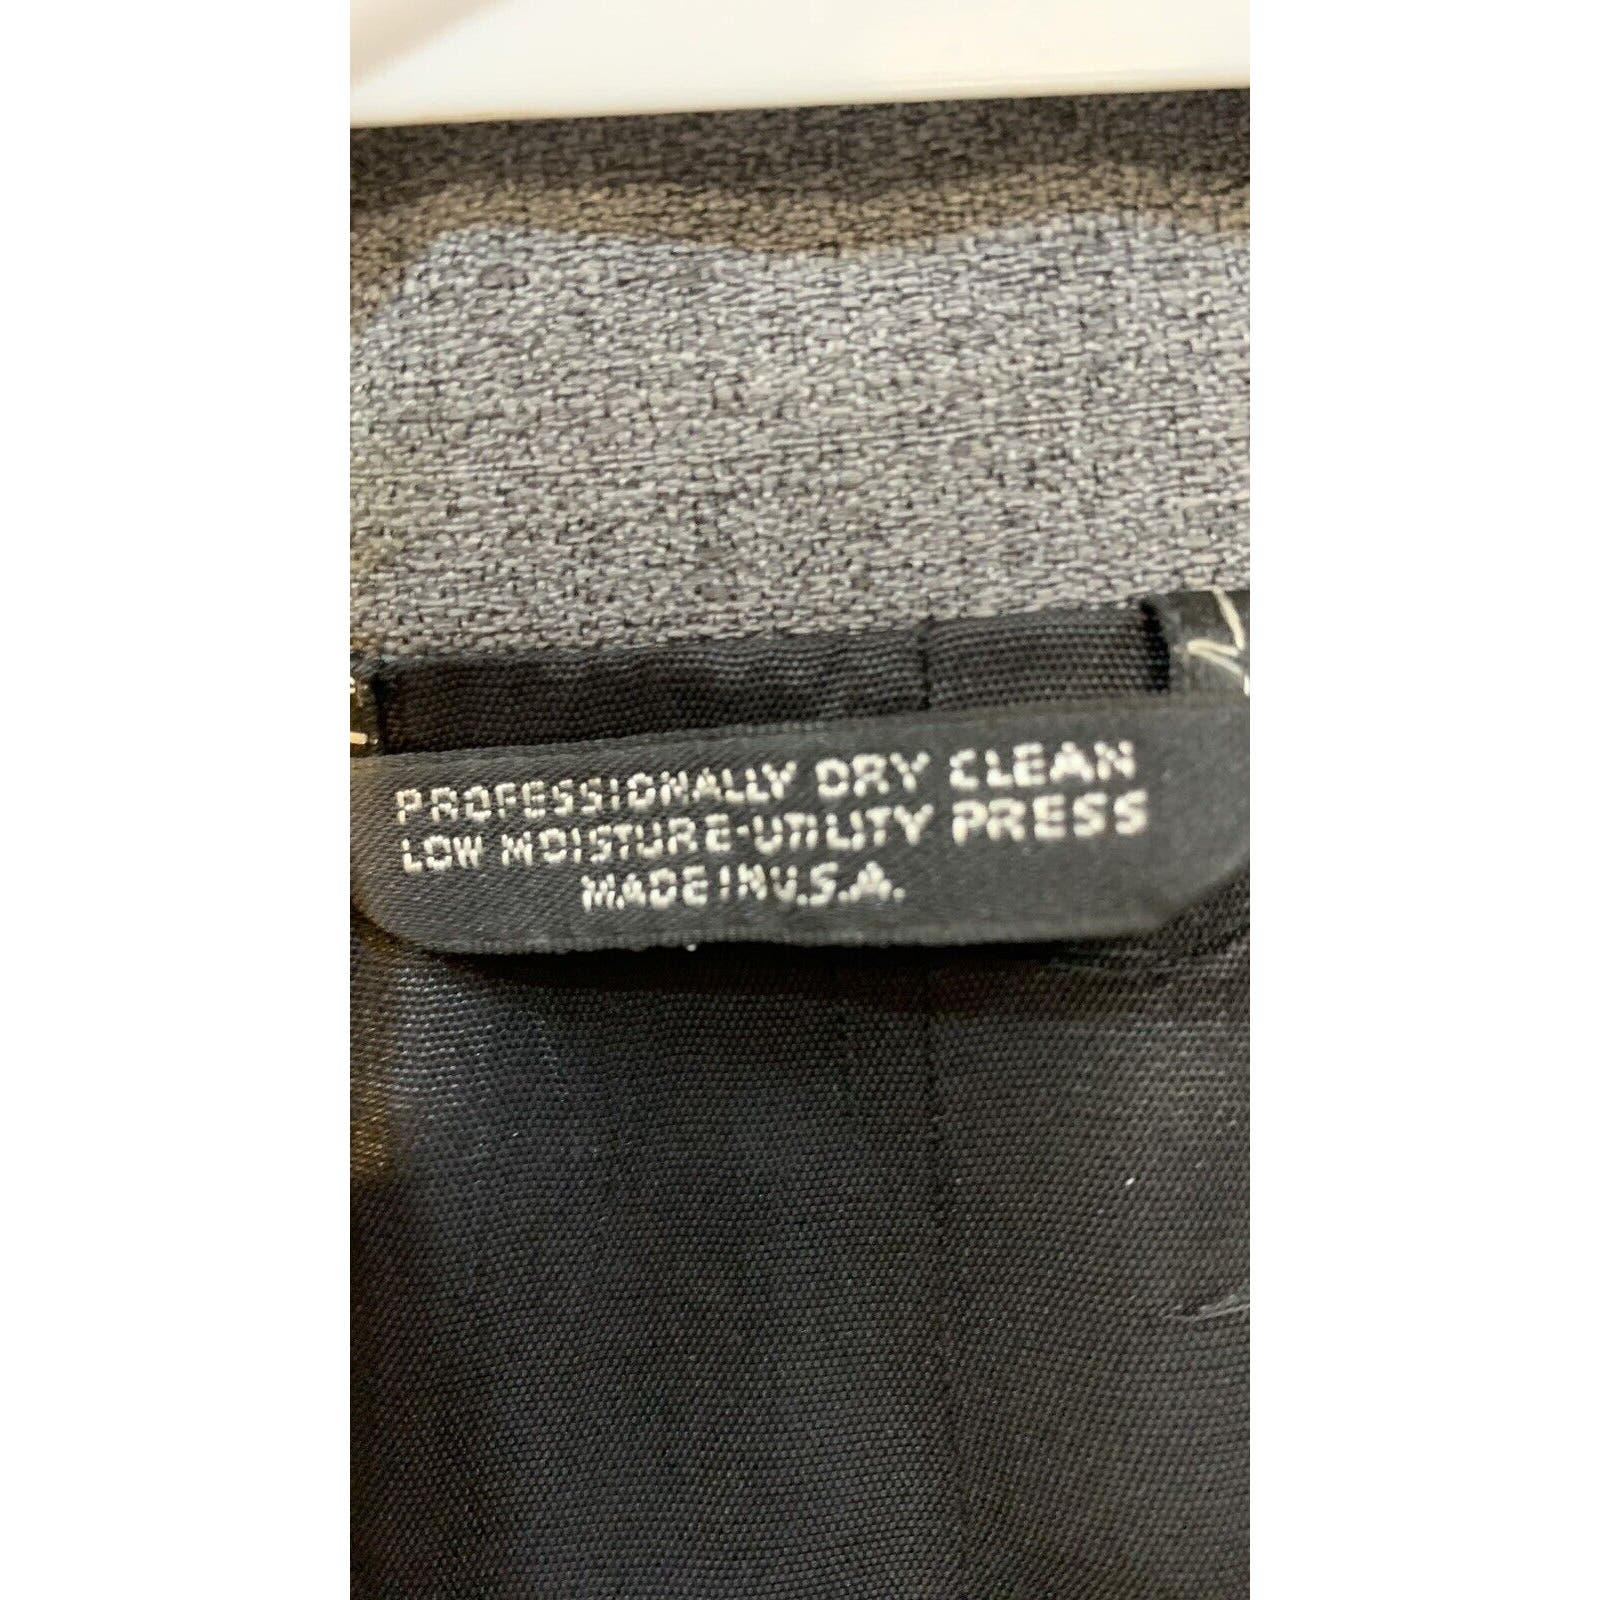 PROFESSIONALLY DRY CLEAN
LOW MOISTURE-UTILITY PRESS
MADE IN U.S.A.